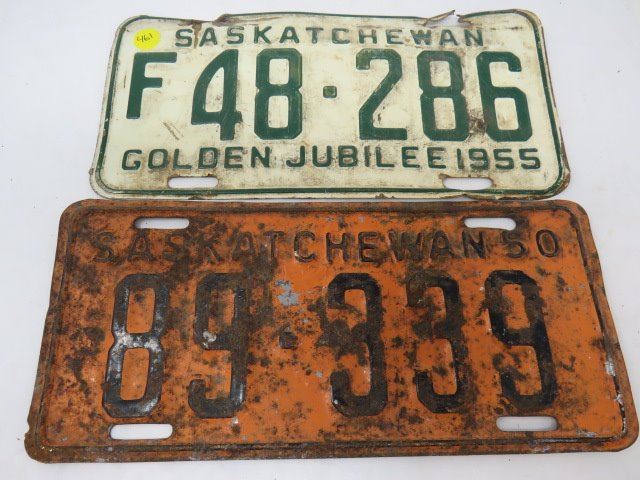 SASKATCHEWAN
F48·286
GOLDEN JUBILEE 1955
SASKATCHEWAN 50
89·339